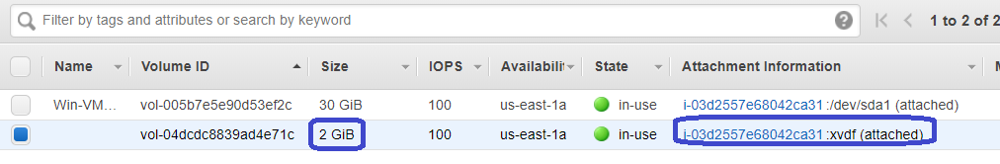 Filter by tags and attributes or search by keyword 1 to 2 of 2
Name Volume ID Size IOPS Availabilit State Attachment Information
Win-VM... vol-005b7e5e90d53ef2c 30 GiB 100 us-east-1a in-use i-03d2557e68042ca31:/dev/sda1 (attached)
vol-04dcdc8839ad4e71c 2 GiB 100 us-east-1a in-use i-03d2557e68042ca31:xvdf (attached)